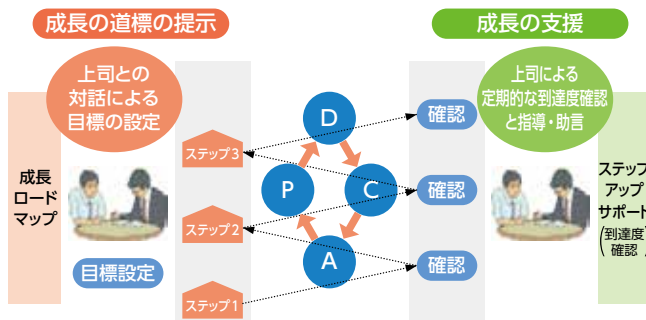 成長の道標の提示
成長の支援
上司との
対話による
目標の設定
上司による
定期的な到達度確認
と指導・助言
成長
ロード
マップ
目標設定
ステップ3
ステップ2
ステップ1
D
P
C
A
確認
確認
確認
ステップ
アップ
サポート
(到達度
確認)